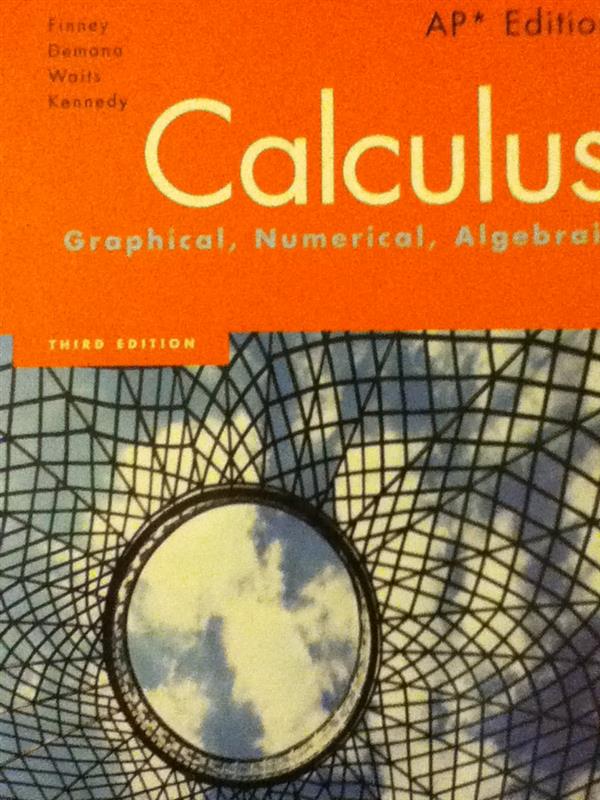 Finney
Demana
Waits
Kennedy
AP* Editio
Calculus
Graphical, Numerical, Algebrai
THIRD EDITION